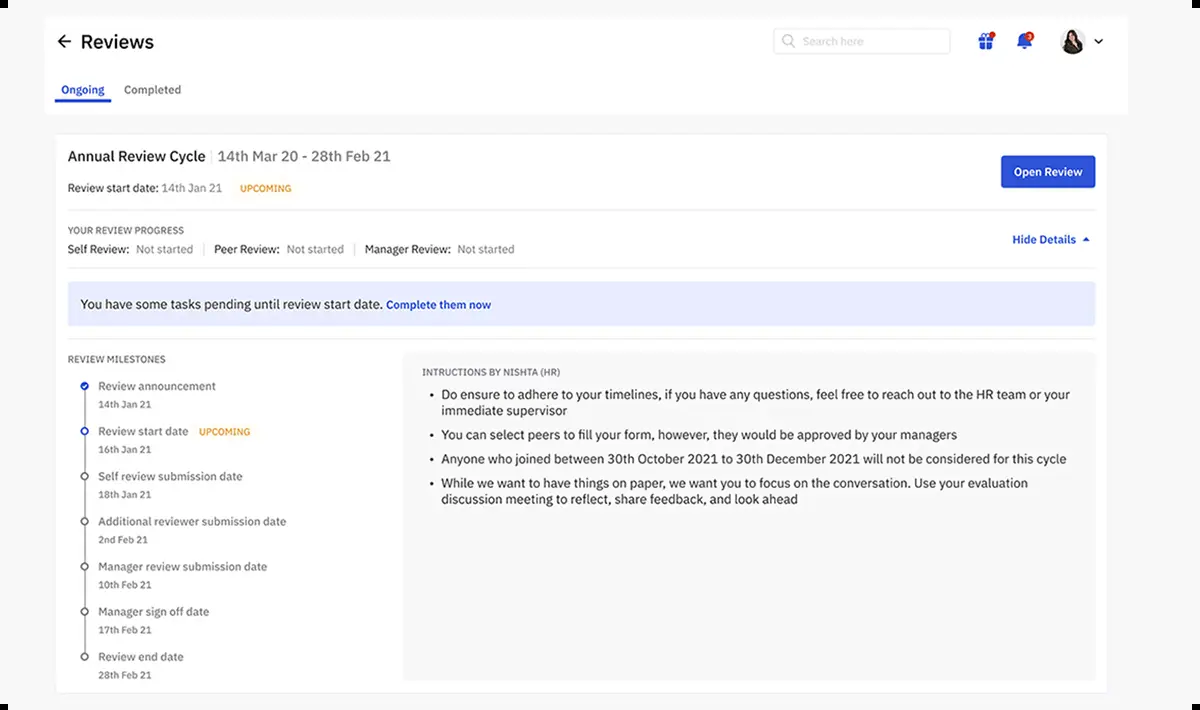 Reviews
Search here
3
Ongoing Completed
Annual Review Cycle 14th Mar 20 - 28th Feb 21
Review start date: 14th Jan 21 UPCOMING
Open Review
YOUR REVIEW PROGRESS
Self Review: Not started Peer Review: Not started Manager Review: Not started
Hide Details
You have some tasks pending until review start date. Complete them now
REVIEW MILESTONES
Review announcement
14th Jan 21
Review start date UPCOMING
16th Jan 21
Self review submission date
18th Jan 21
Additional reviewer submission date
2nd Feb 21
Manager review submission date
10th Feb 21
Manager sign off date
17th Feb 21
Review end date
28th Feb 21
INTRUCTIONS BY NISHTA (HR)
• Do ensure to adhere to your timelines, if you have any questions, feel free to reach out to the HR team or your
immediate supervisor
• You can select peers to fill your form, however, they would be approved by your managers
• Anyone who joined between 30th October 2021 to 30th December 2021 will not be considered for this cycle
• While we want to have things on paper, we want you to focus on the conversation. Use your evaluation
discussion meeting to reflect, share feedback, and look ahead